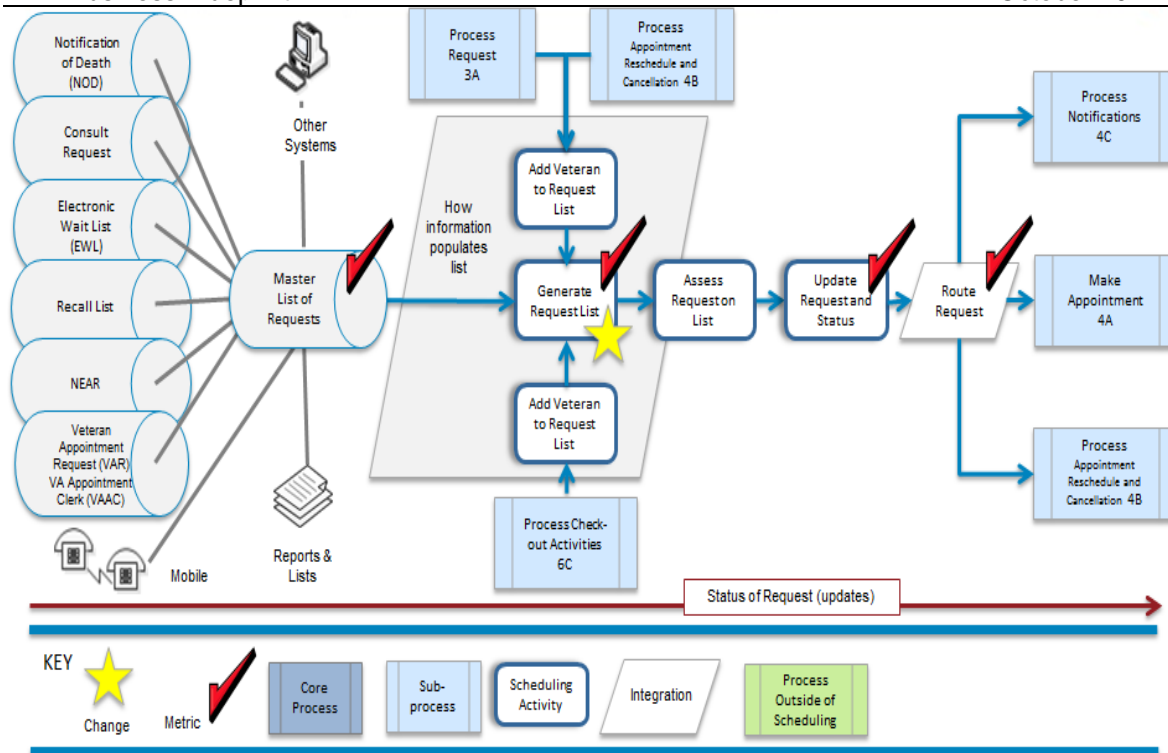 Notification
of Death
(NOD)
Consult
Request
Electronic
Wait List
(EWL)
Recall List
NEAR
Veteran
Appointment
Request (VAR)
VA Appointment
Clerk (VAAC)
Mobile
Other
Systems
Master
List of
Requests
Reports &
Lists
Process
Request
3A
Process
Appointment
Reschedule and
Cancellation 4B
How
information
populates
list
Add Veteran
to Request
List
Generate
Request List
Add Veteran
to Request
List
Process Check-
out Activities
6C
Assess
Request on
List
Update
Request and
Status
Route
Request
Process
Notifications
4C
Make
Appointment
4A
Process
Appointment
Reschedule and
Cancellation 4B
Status of Request (updates)
KEY
Change
Metric
Core
Process
Sub-
process
Scheduling
Activity
Integration
Process
Outside of
Scheduling